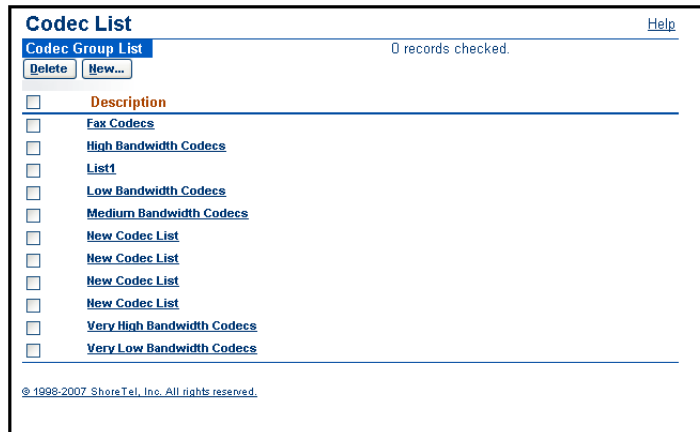 Codec List
Help
Codec Group List
0 records checked.
Delete New...
Description
Fax Codecs
High Bandwidth Codecs
List1
Low Bandwidth Codecs
Medium Bandwidth Codecs
New Codec List
New Codec List
New Codec List
New Codec List
Very High Bandwidth Codecs
Very Low Bandwidth Codecs
© 1998-2007 ShoreTel, Inc. All rights reserved.